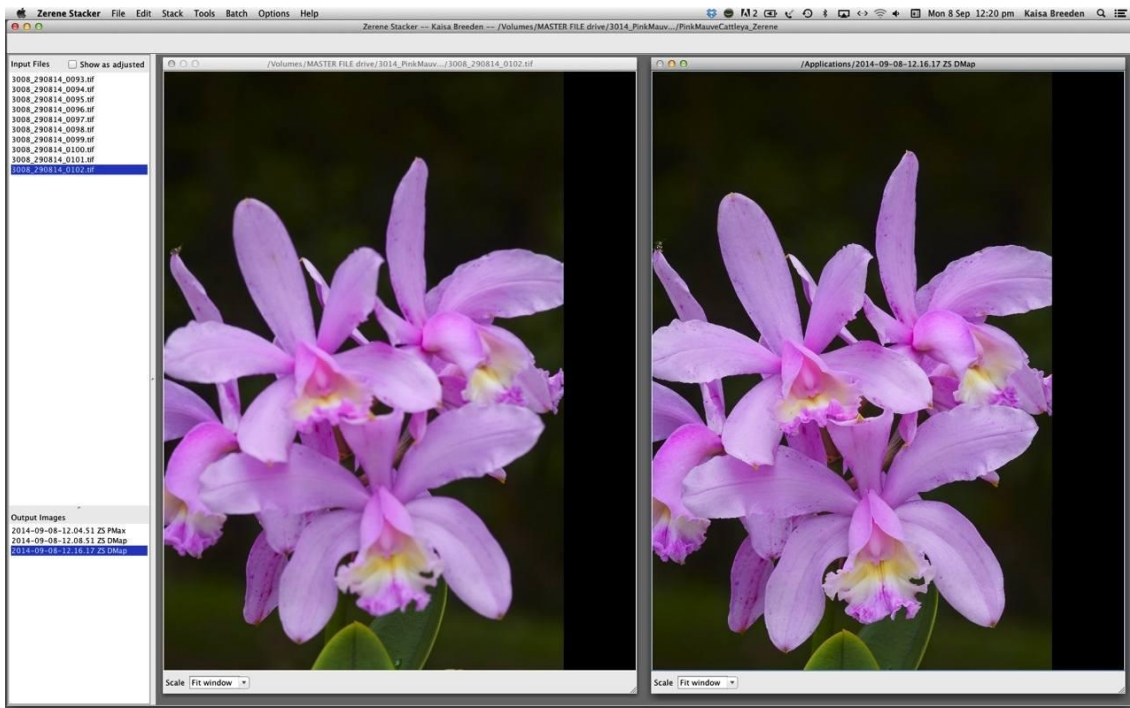 Zerene Stacker File Edit Stack Tools Batch Options Help 2 Mon 8 Sep 12:20 pm Kaisa Breeden
Zerene Stacker -- Kaisa Breeden -- /Volumes/MASTER FILE drive/3014_PinkMauv.../PinkMauveCattleya_Zerene
Input Files Show as adjusted
3008_290814_0093.tif
3008_290814_0094.tif
3008_290814_0095.tif
3008_290814_0096.tif
3008_290814_0097.tif
3008_290814_0098.tif
3008_290814_0099.tif
3008_290814_0100.tif
3008_290814_0101.tif
3008_290814_0102.tif
Output Images
2014-09-08-12.04.51 ZS PMax
2014-09-08-12.08.51 ZS DMap
2014-09-08-12.16.17 ZS DMap
/Volumes/MASTER FILE drive/3014_PinkMauv.../3008_290814_0102.tif
Scale Fit window
/Applications/2014-09-08-12.16.17 ZS DMap
Scale Fit window